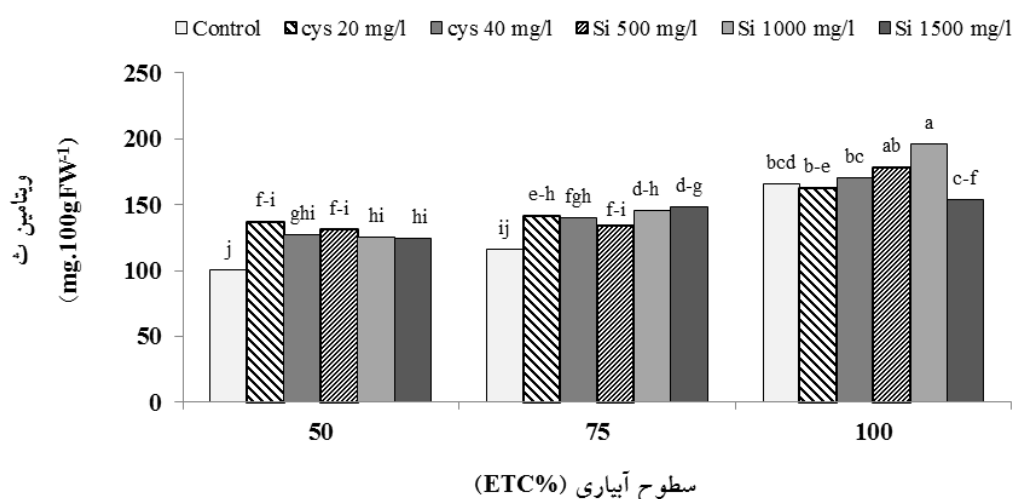 Control cys 20 mg/l cys 40 mg/l Si 500 mg/l Si 1000 mg/l Si 1500 mg/l
250
200
150
100
50
0
ویتامین ث
(mg.100gFW-1)
j f-i ghi f-i hi hi
ij e-h fgh f-i d-h d-g
bcd b-e bc ab a c-f
50 75 100
سطوح آبیاری (ETC%)